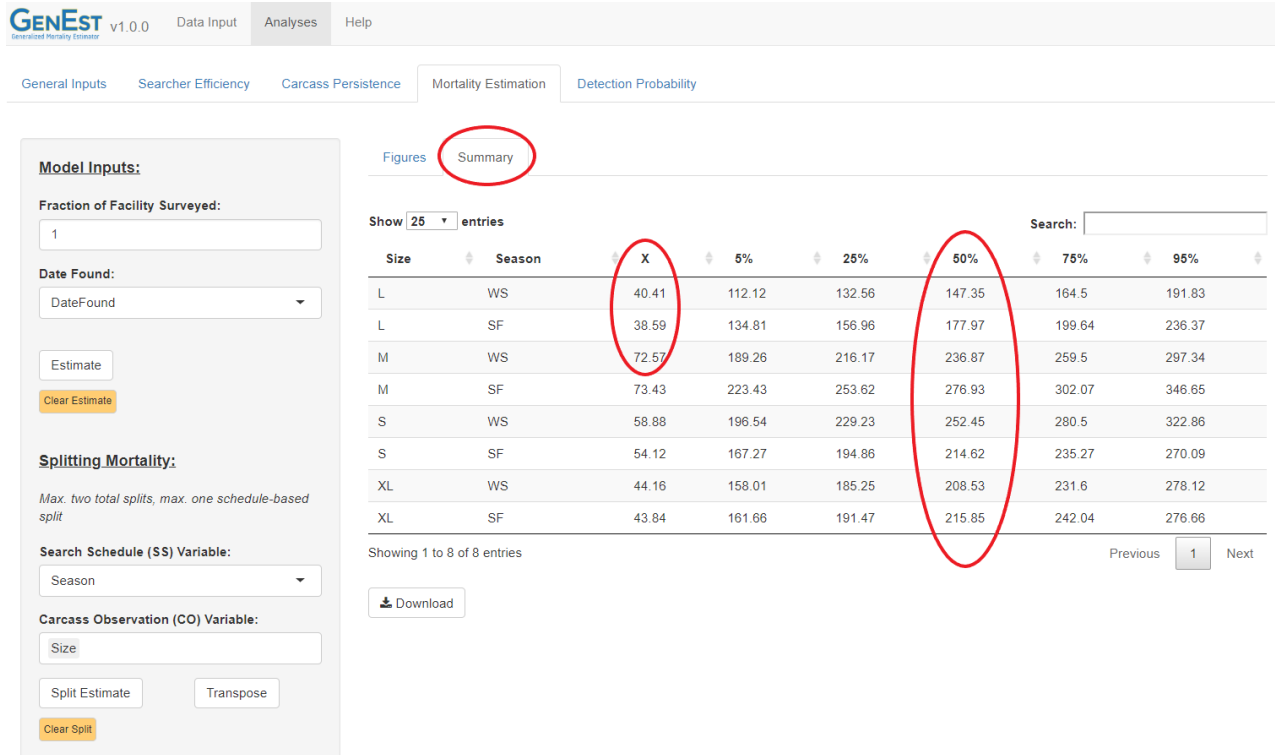 GENEST v1.0.0 Data Input Analyses Help
Generalized Mortality Estimator
General Inputs Searcher Efficiency Carcass Persistence Mortality Estimation Detection Probability
Model Inputs:
Fraction of Facility Surveyed:
1
Date Found:
DateFound
Estimate
Clear Estimate
Splitting Mortality:
Max. two total splits, max. one schedule-based
split
Search Schedule (SS) Variable:
Season
Carcass Observation (CO) Variable:
Size
Split Estimate Transpose
Clear Split
Figures Summary
Show 25 entries Search:
Size Season X 5% 25% 50% 75% 95%
L WS 40.41 112.12 132.56 147.35 164.5 191.83
L SF 38.59 134.81 156.96 177.97 199.64 236.37
M WS 72.57 189.26 216.17 236.87 259.5 297.34
M SF 73.43 223.43 253.62 276.93 302.07 346.65
S WS 58.88 196.54 229.23 252.45 280.5 322.86
S SF 54.12 167.27 194.86 214.62 235.27 270.09
XL WS 44.16 158.01 185.25 208.53 231.6 278.12
XL SF 43.84 161.66 191.47 215.85 242.04 276.66
Showing 1 to 8 of 8 entries Previous 1 Next
Download